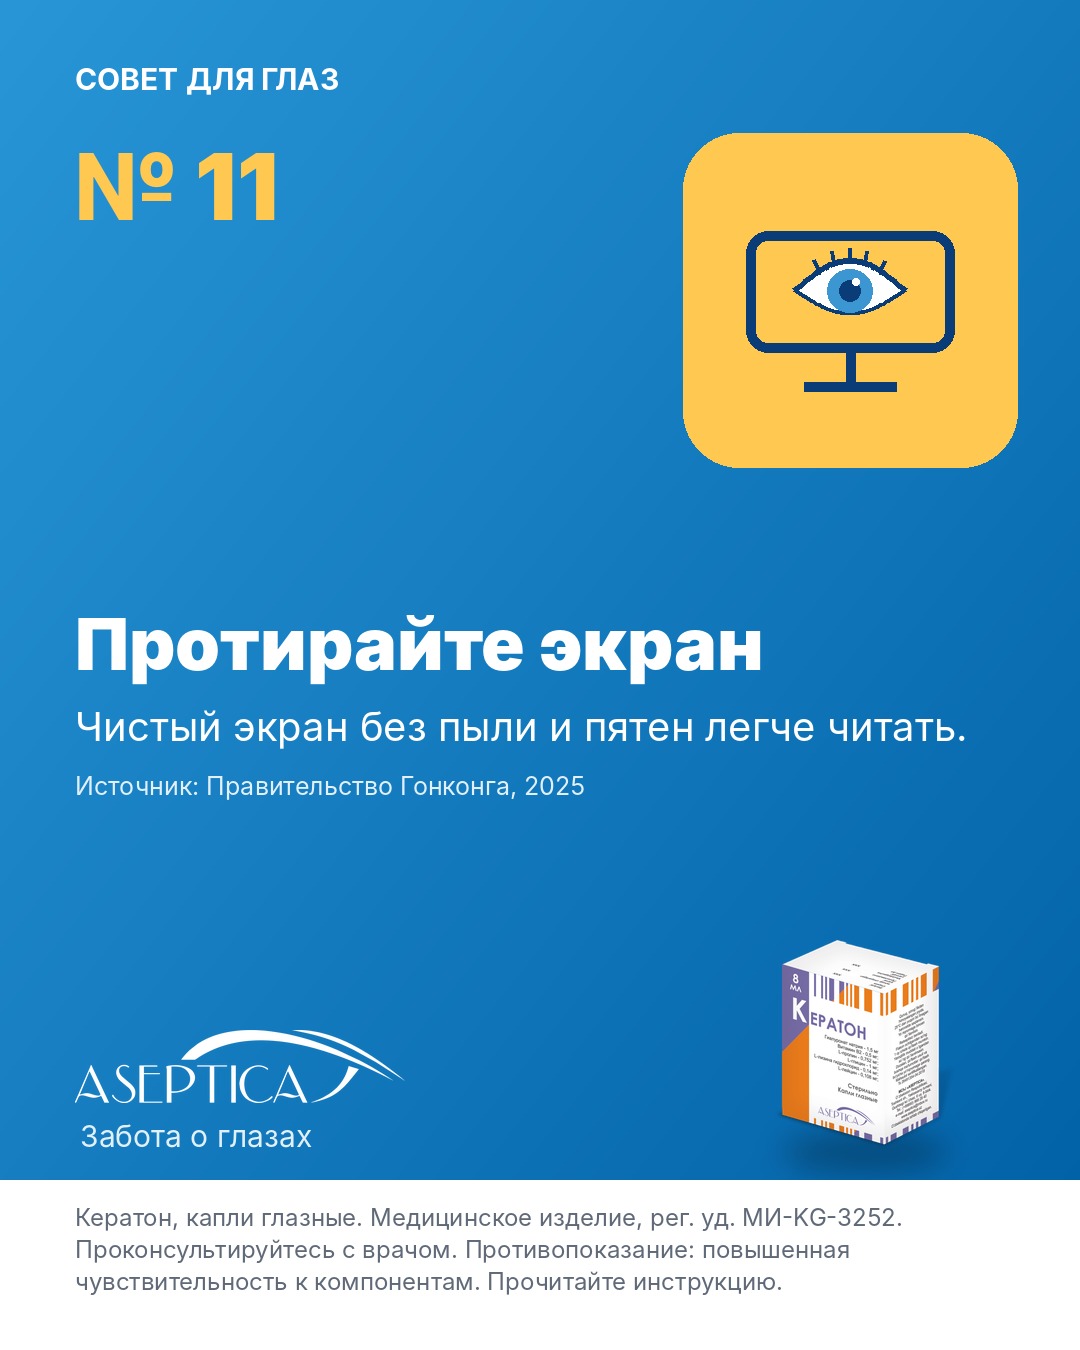 СОВЕТ ДЛЯ ГЛАЗ
№ 11
Протирайте экран
Чистый экран без пыли и пятен легче читать.
Источник: Правительство Гонконга, 2025
8
МЛ
КЕРАТОН
Стерильно
Капли глазные
ASEPTICA
ASEPTICA
Забота о глазах
Кератон, капли глазные. Медицинское изделие, рег. уд. МИ-KG-3252.
Проконсультируйтесь с врачом. Противопоказание: повышенная
чувствительность к компонентам. Прочитайте инструкцию.